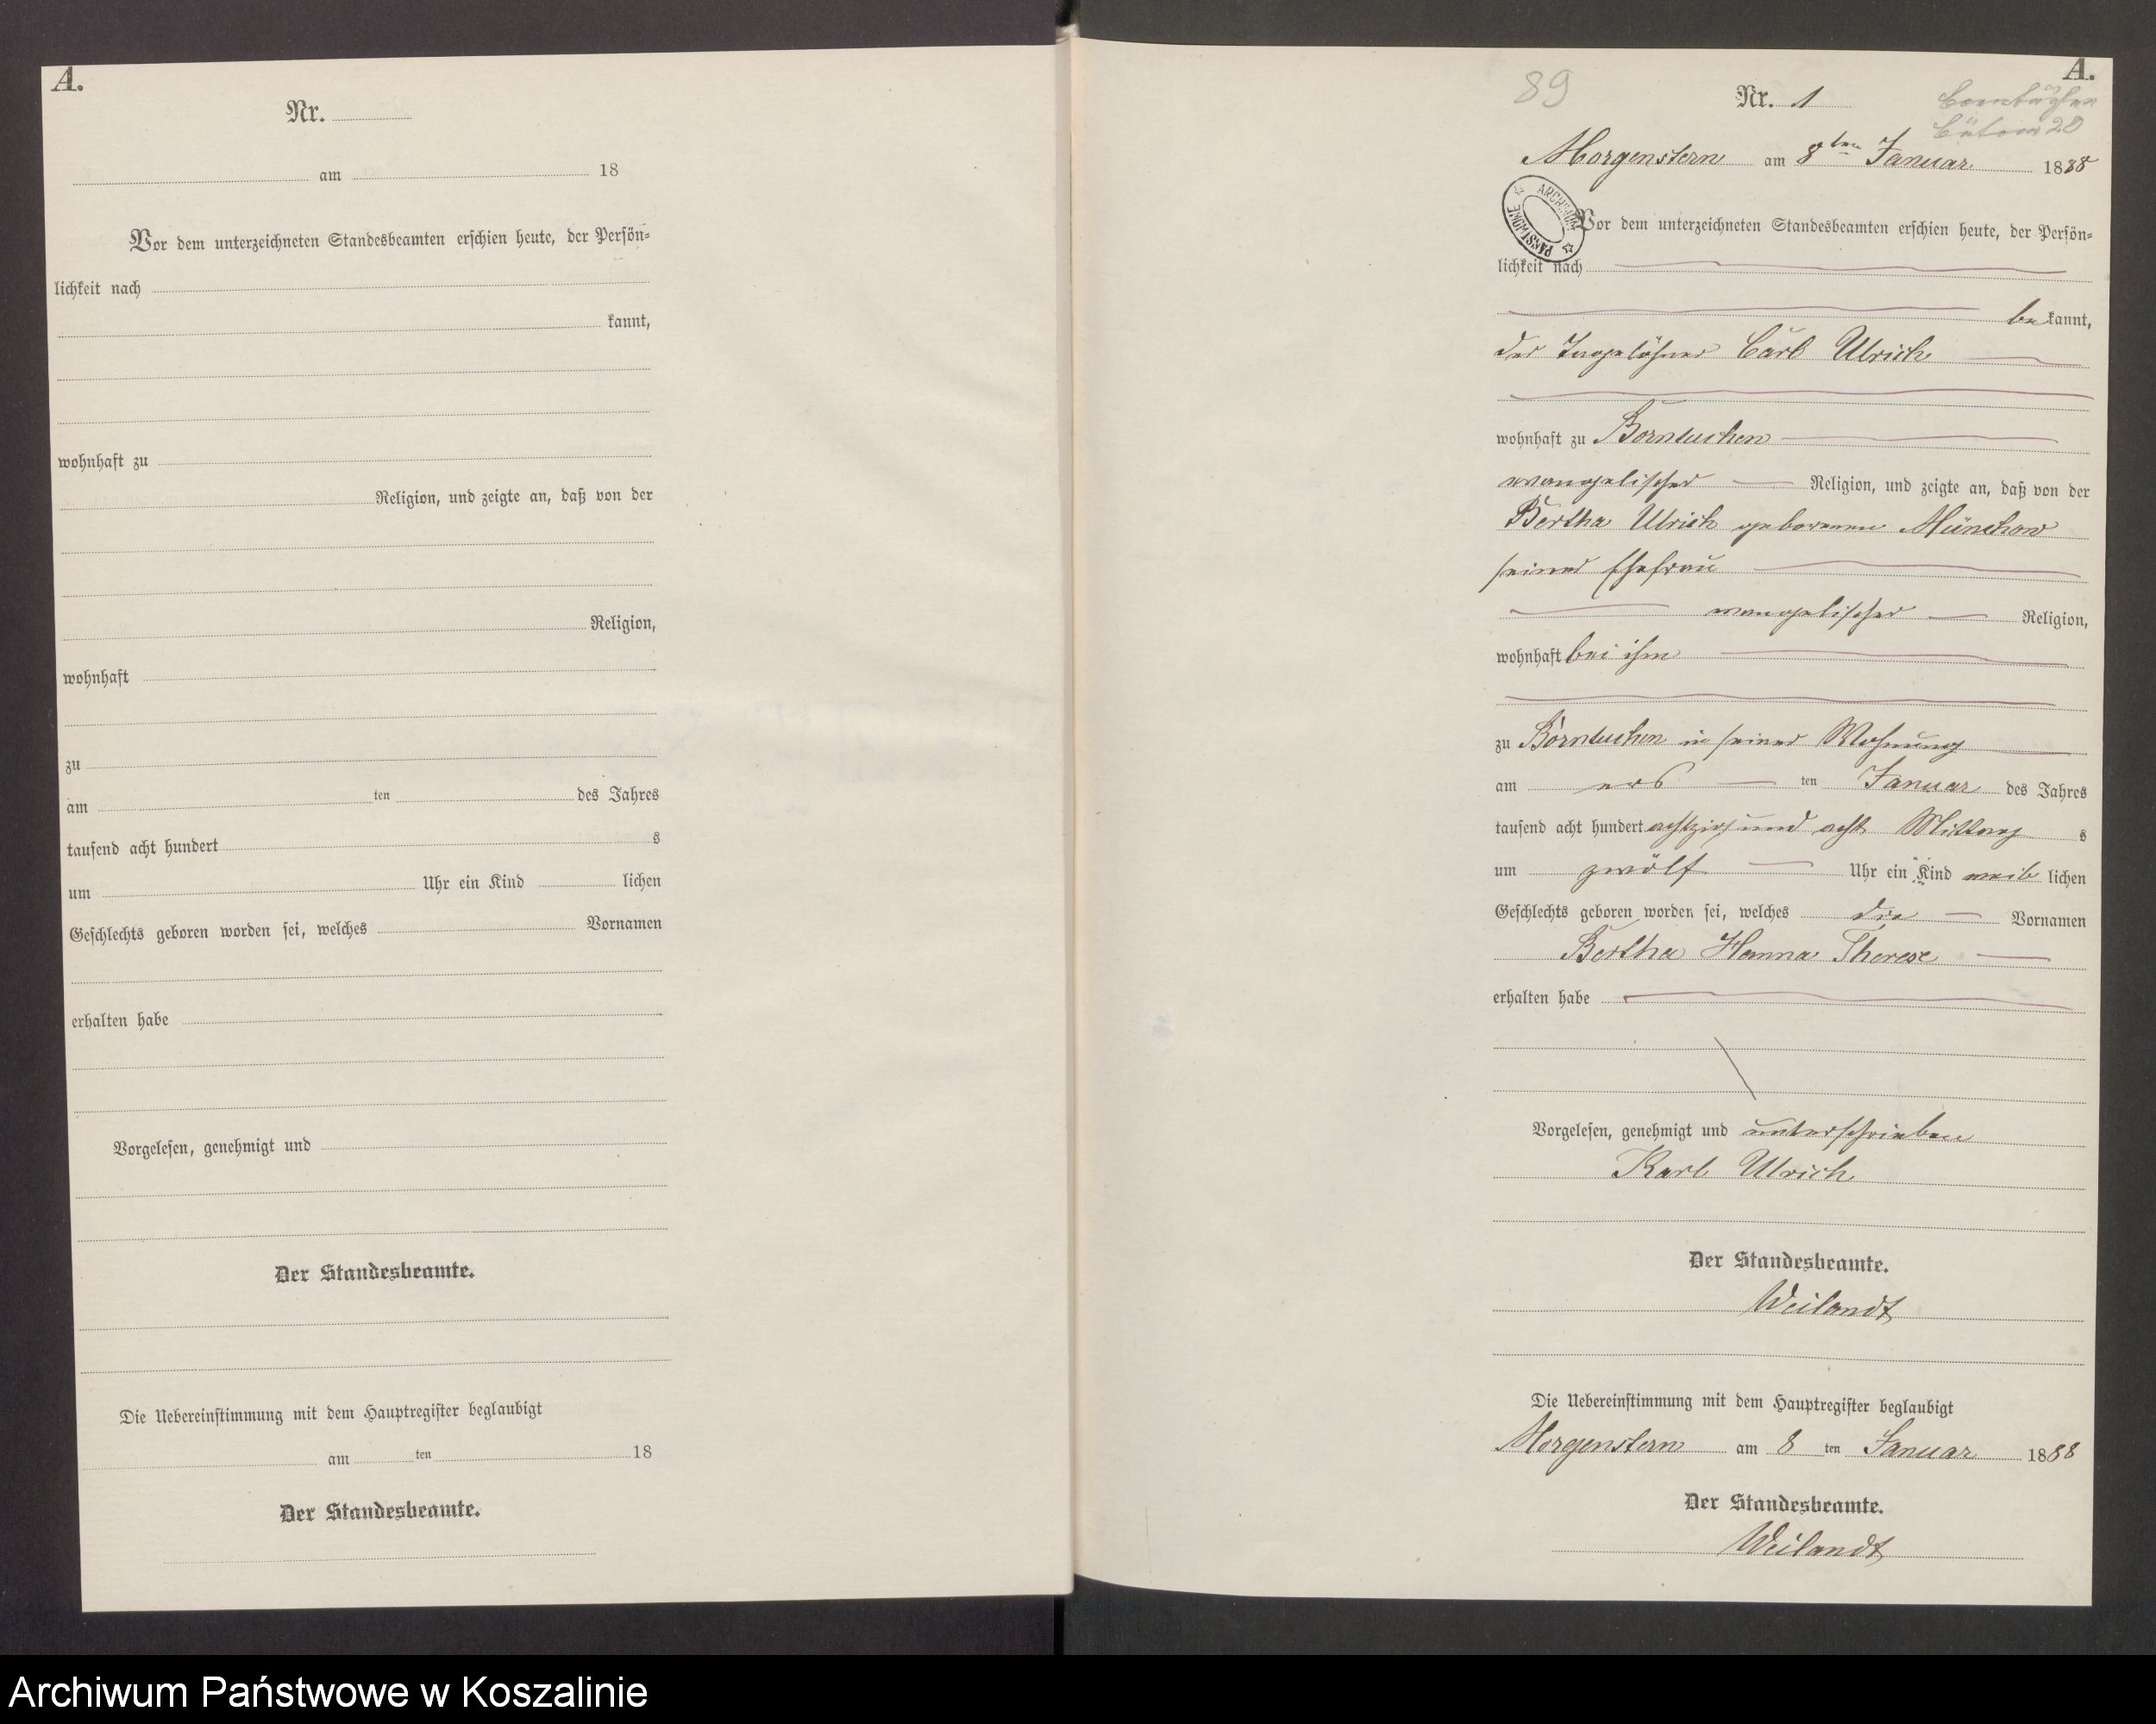 A.
Nr.
am 18
Vor dem unterzeichneten Standesbeamten erschien heute, der Persön=
lichkeit nach
kannt,
wohnhaft zu
Religion, und zeigte an, daß von der
Religion,
wohnhaft
zu
am ten des Jahres
tausend acht hundert s
um Uhr ein Kind lichen
Geschlechts geboren worden sei, welches Vornamen
erhalten habe
Vorgelesen, genehmigt und
Der Standesbeamte.
Die Uebereinstimmung mit dem Hauptregister beglaubigt
am ten 18
Der Standesbeamte.
A.
89
Nr. 1
Morgenstern am 8ten Januar 1888
ARCHIWUM PAŃSTWOWE
Vor dem unterzeichneten Standesbeamten erschien heute, der Persön=
lichkeit nach
bekannt,
der Tagelöhner Carl Ulrich
wohnhaft zu Borntuchen
evangelischer Religion, und zeigte an, daß von der
Bertha Ulrich geborenen Münchow
seiner Ehefrau
evangelischer Religion,
wohnhaft bei ihm
zu Borntuchen in seiner Wohnung
am ers ten Januar des Jahres
tausend acht hundert achtzig und acht Mittag s
um zwölf Uhr ein Kind weib lichen
Geschlechts geboren worden sei, welches die Vornamen
Bertha Hanna Therese
erhalten habe
Vorgelesen, genehmigt und unterschrieben
Karl Ulrich
Der Standesbeamte.
Weilandt
Die Uebereinstimmung mit dem Hauptregister beglaubigt
Morgenstern am 8 ten Januar 1888
Der Standesbeamte.
Weilandt
Archiwum Państwowe w Koszalinie